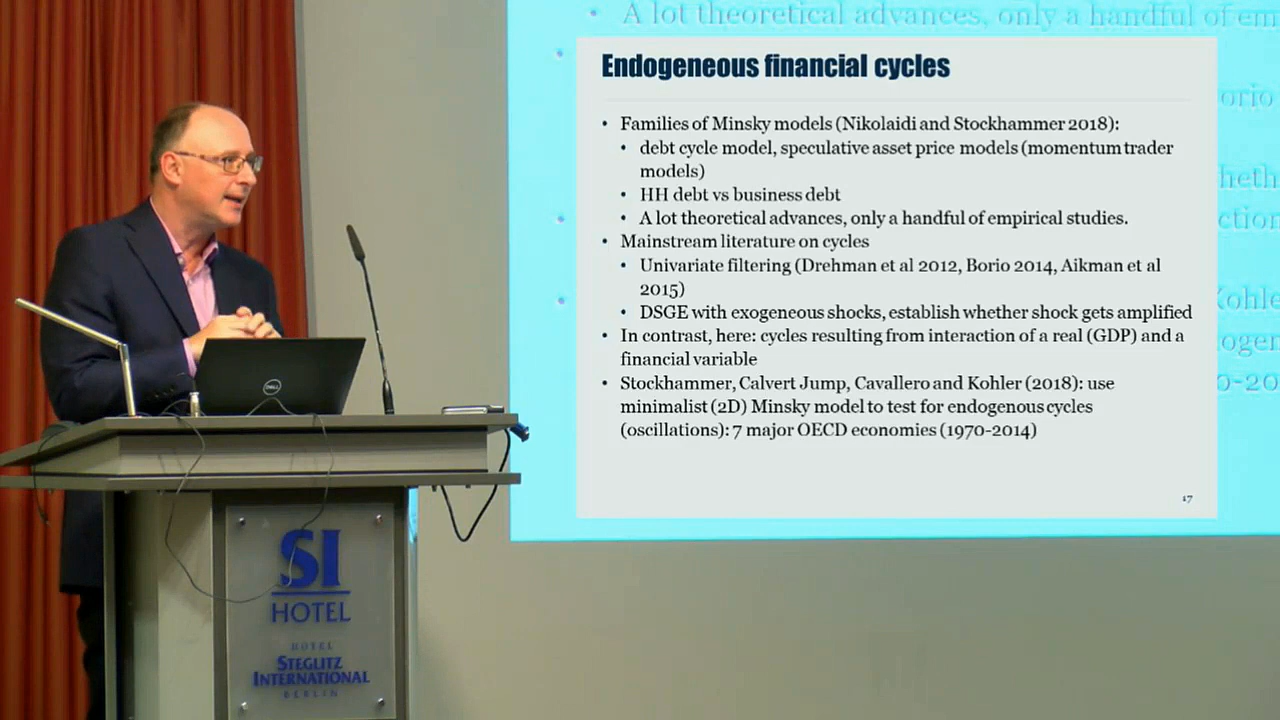 A lot theoretical advances, only a handful of em
Endogeneous financial cycles
• Families of Minsky models (Nikolaidi and Stockhammer 2018):
• debt cycle model, speculative asset price models (momentum trader
models)
• HH debt vs business debt
• A lot theoretical advances, only a handful of empirical studies.
• Mainstream literature on cycles
• Univariate filtering (Drehman et al 2012, Borio 2014, Aikman et al
2015)
• DSGE with exogeneous shocks, establish whether shock gets amplified
• In contrast, here: cycles resulting from interaction of a real (GDP) and a
financial variable
• Stockhammer, Calvert Jump, Cavallero and Kohler (2018): use
minimalist (2D) Minsky model to test for endogenous cycles
(oscillations): 7 major OECD economies (1970-2014)
17
DELL
SI
HOTEL
HOTEL
STEGLITZ
INTERNATIONAL
BERLIN